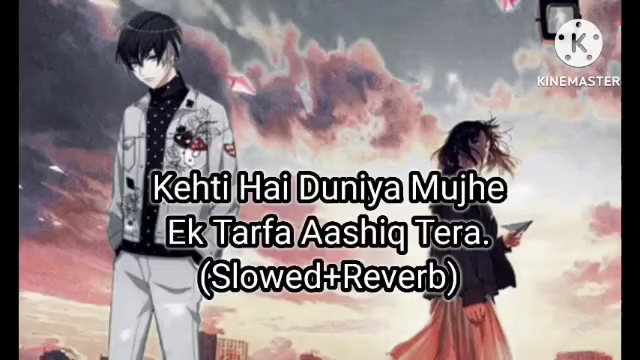 KINEMASTER
Kehti Hai Duniya Mujhe
Ek Tarfa Aashiq Tera.
(Slowed+Reverb)